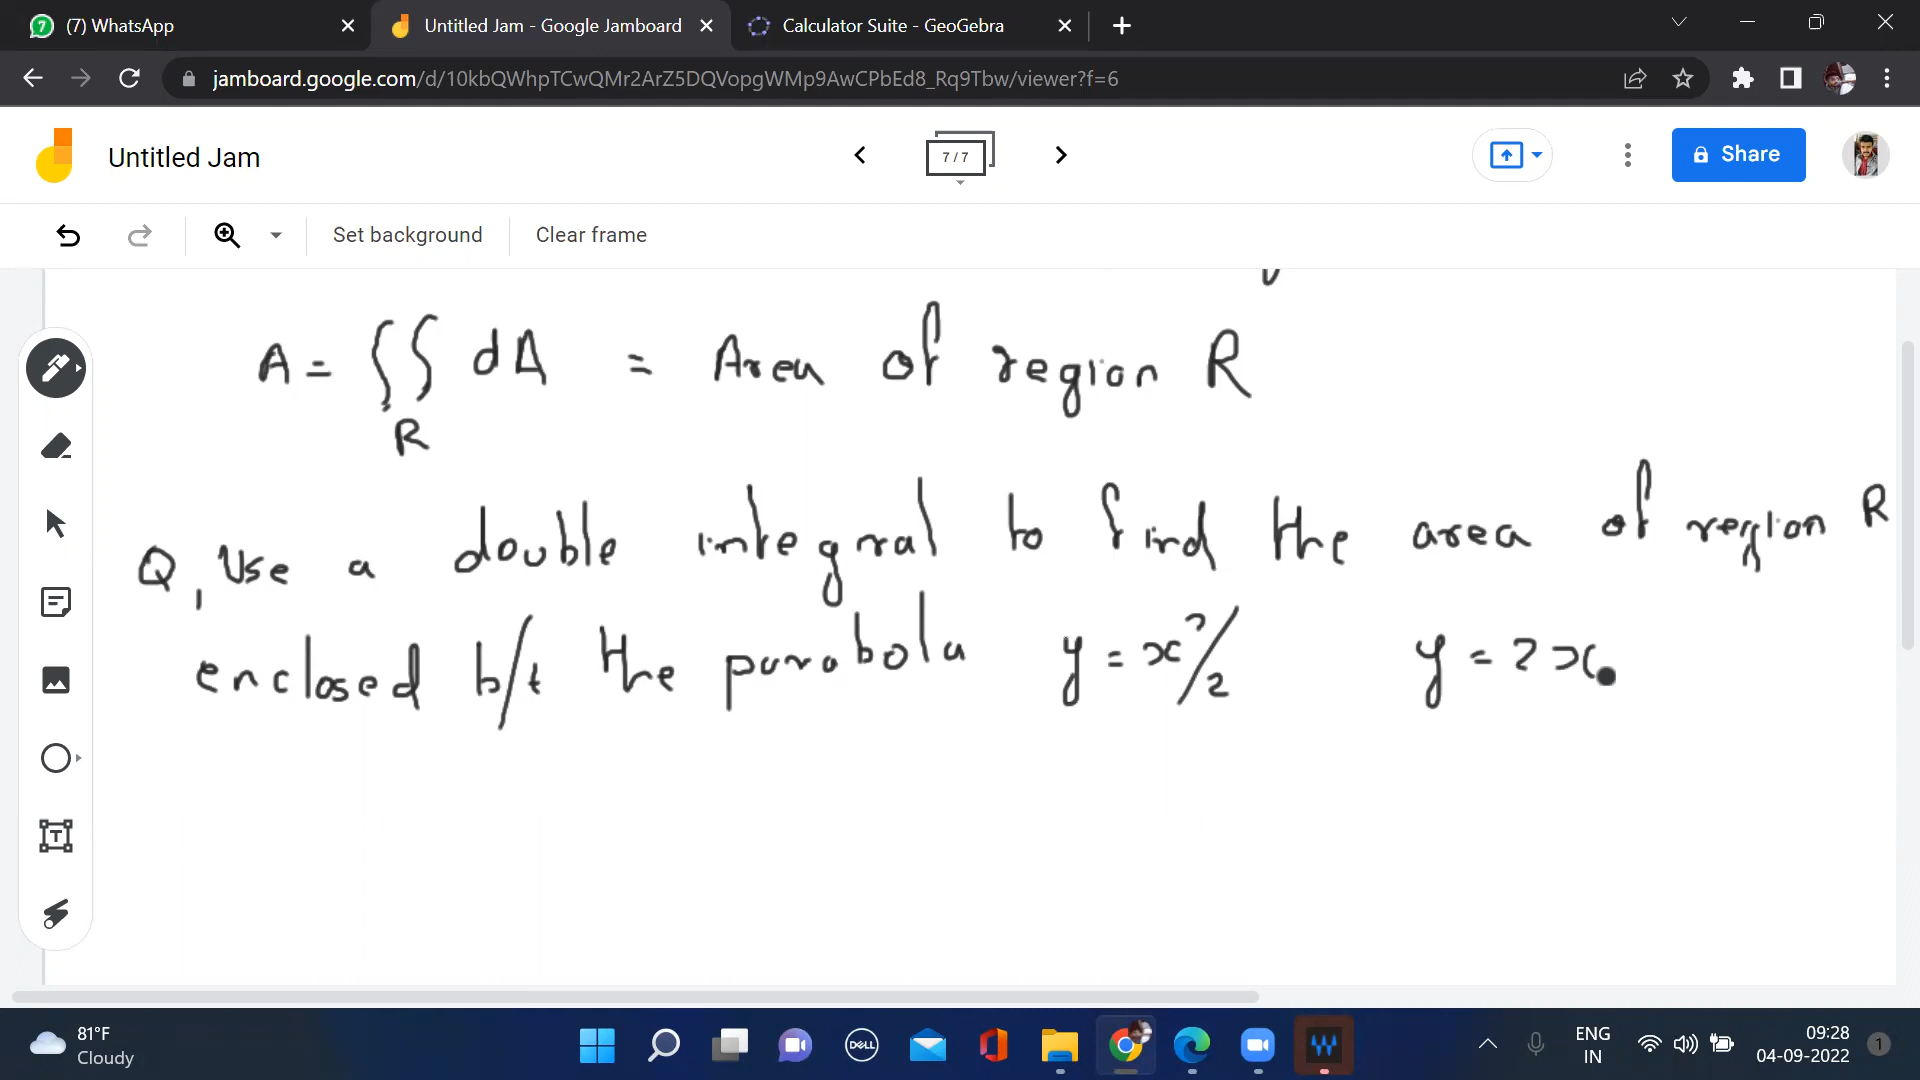 (7) WhatsApp
Untitled Jam - Google Jamboard
Calculator Suite - GeoGebra
jamboard.google.com/d/10kbQWhpTCwQMr2ArZ5DQVopgWMp9AwCPbEd8_Rq9Tbw/viewer?f=6
Untitled Jam
7 / 7
Share
Set background
Clear frame
A = ∬ dA = Area of region R
R
Q, Use a double integral to find the area of region R
enclosed b/t the parabola y = x²/2 y = 2x
81°F
Cloudy
DELL
ENG
IN
09:28
04-09-2022
1